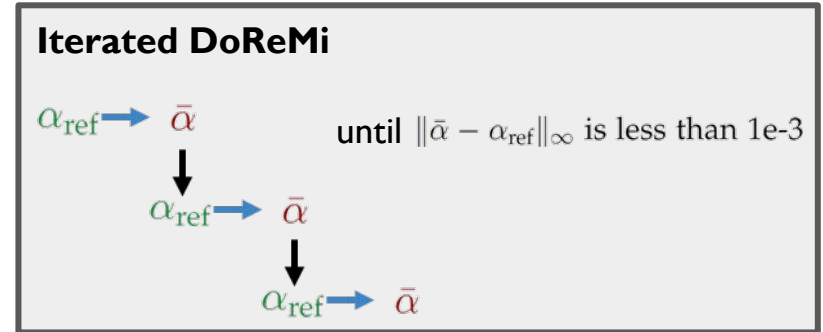 Iterated DoReMi
α_ref → ᾱ until ‖ᾱ − α_ref‖_∞ is less than 1e-3
↓
α_ref → ᾱ
↓
α_ref → ᾱ